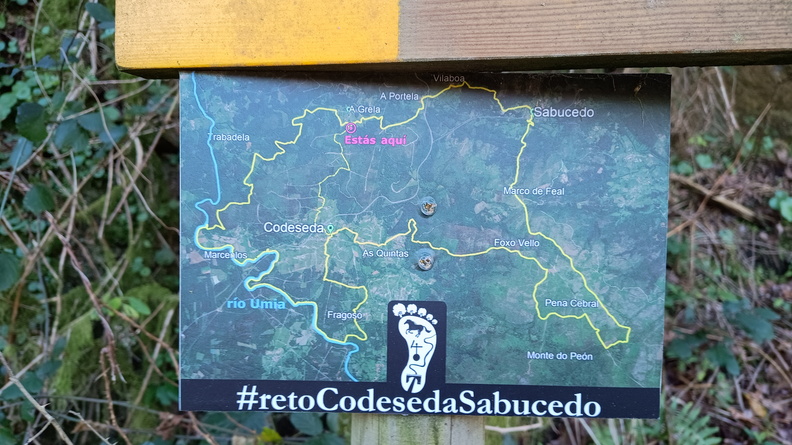 Vilaboa
A Portela
A Grela
Sabucedo
Estás aquí
Trabadela
Marco de Feal
Codeseda
Foxo Vello
As Quintas
Marcenlos
Pena Cebral
río Umia
Fragoso
Monte do Peón
#retoCodesedaSabucedo